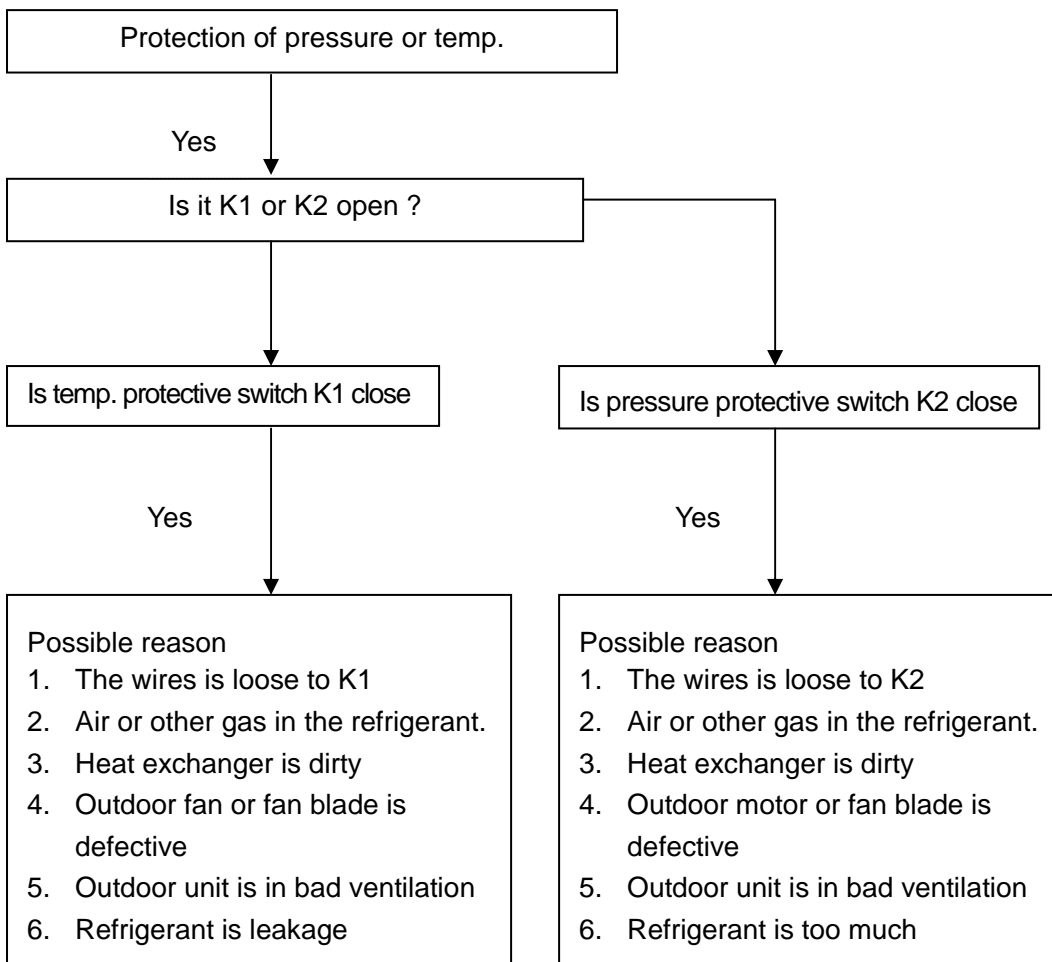 Protection of pressure or temp.
Yes
Is it K1 or K2 open ?
Is temp. protective switch K1 close
Is pressure protective switch K2 close
Yes
Yes
Possible reason
1. The wires is loose to K1
2. Air or other gas in the refrigerant.
3. Heat exchanger is dirty
4. Outdoor fan or fan blade is
defective
5. Outdoor unit is in bad ventilation
6. Refrigerant is leakage
Possible reason
1. The wires is loose to K2
2. Air or other gas in the refrigerant.
3. Heat exchanger is dirty
4. Outdoor motor or fan blade is
defective
5. Outdoor unit is in bad ventilation
6. Refrigerant is too much